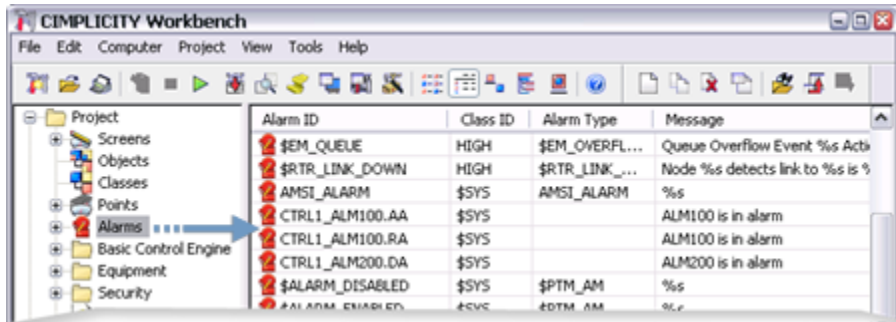 CIMPLICITY Workbench
File Edit Computer Project View Tools Help
Project
Screens
Objects
Classes
Points
Alarms
Basic Control Engine
Equipment
Security
Alarm ID Class ID Alarm Type Message
$EM_QUEUE HIGH $EM_OVERFL... Queue Overflow Event %s Acti
$RTR_LINK_DOWN HIGH $RTR_LINK_... Node %s detects link to %s is %
AMSI_ALARM $SYS AMSI_ALARM %s
CTRL1_ALM100.AA $SYS ALM100 is in alarm
CTRL1_ALM100.RA $SYS ALM100 is in alarm
CTRL1_ALM200.DA $SYS ALM200 is in alarm
$ALARM_DISABLED $SYS $PTM_AM %s
$ALARM_ENABLED $SYS $PTM_AM %s